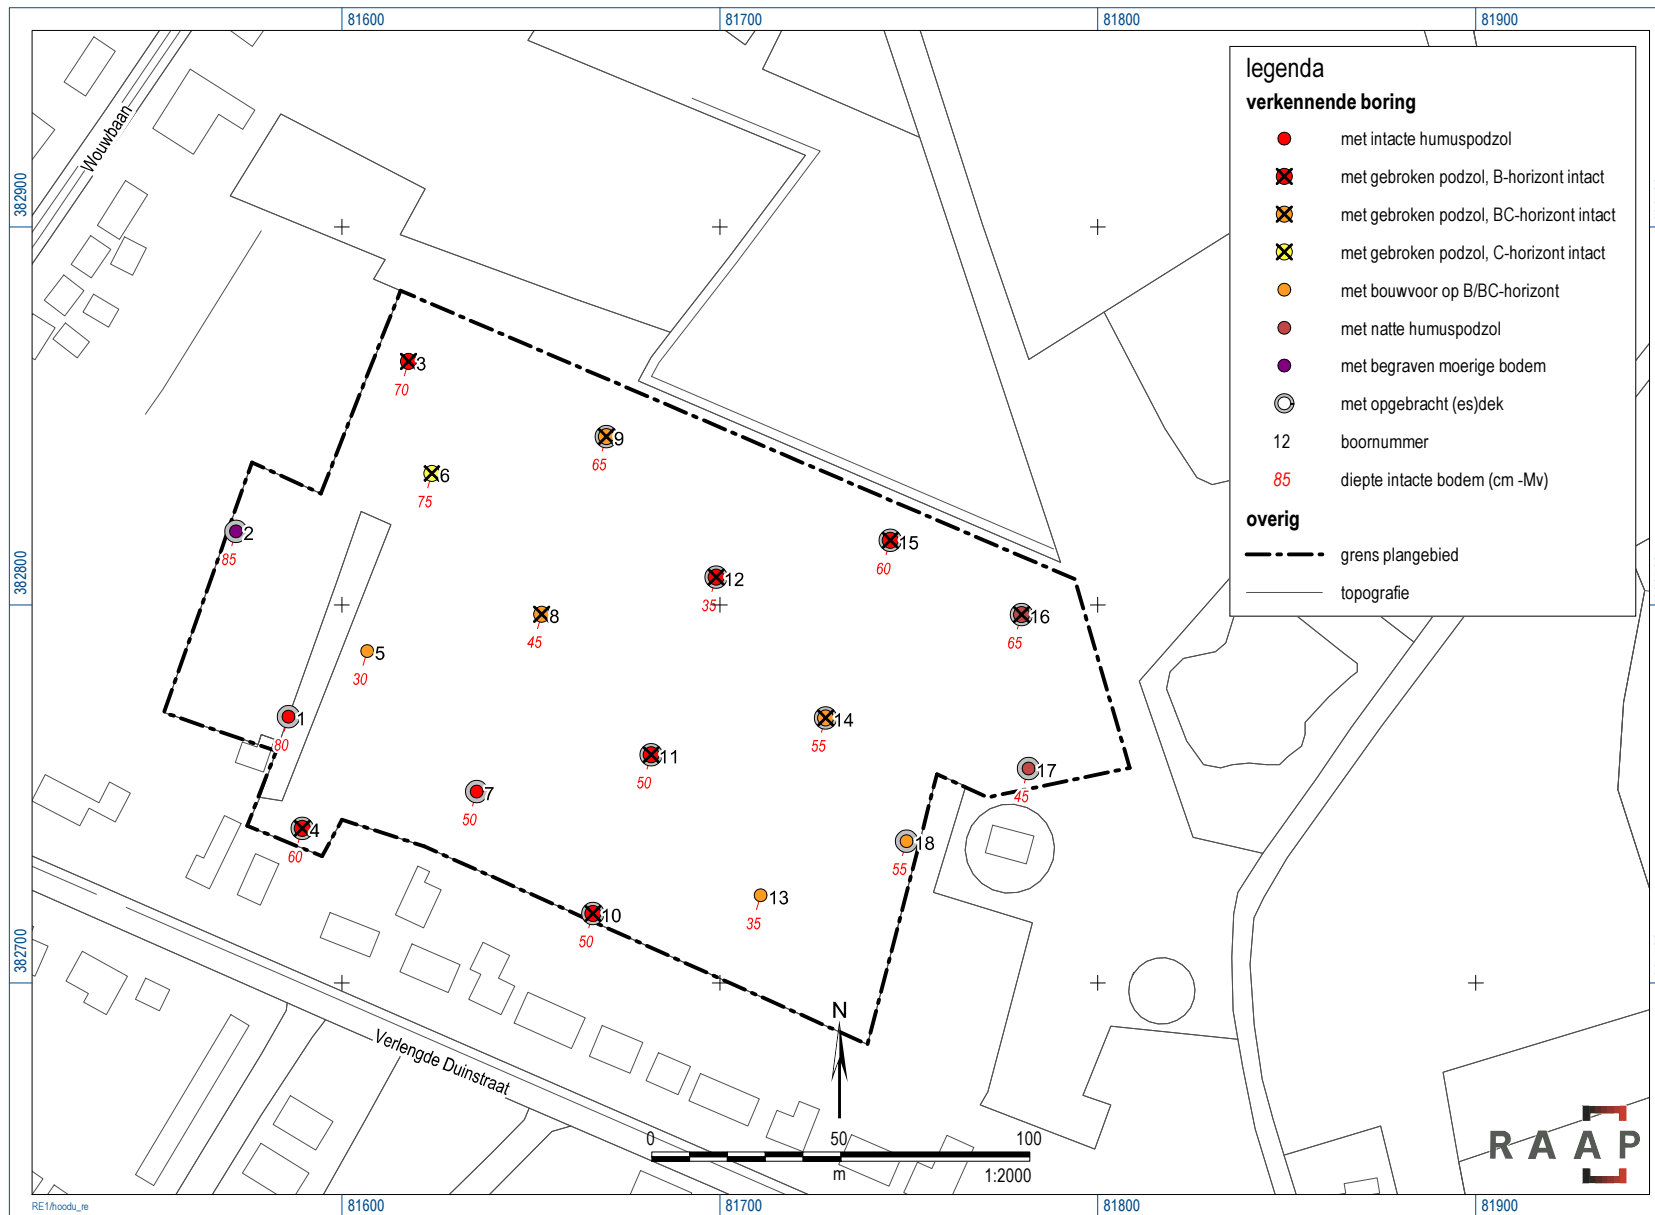 81600
81700
81800
81900
legenda
verkennende boring
met intacte humuspodzol
met gebroken podzol, B-horizont intact
met gebroken podzol, BC-horizont intact
met gebroken podzol, C-horizont intact
met bouwvoor op B/BC-horizont
met natte humuspodzol
met begraven moerige bodem
met opgebracht (es)dek
12 boornummer
85 diepte intacte bodem (cm -Mv)
overig
grens plangebied
topografie
Wouwbaan
382900
382800
382700
3
70
9
65
6
75
2
85
15
60
12
35
8
45
16
65
5
30
1
80
14
55
11
50
17
45
7
50
4
60
18
55
13
35
10
50
Verlengde Duinstraat
N
0 50 100
m 1:2000
RAAP
RE1/hoodu_re
81600
81700
81800
81900